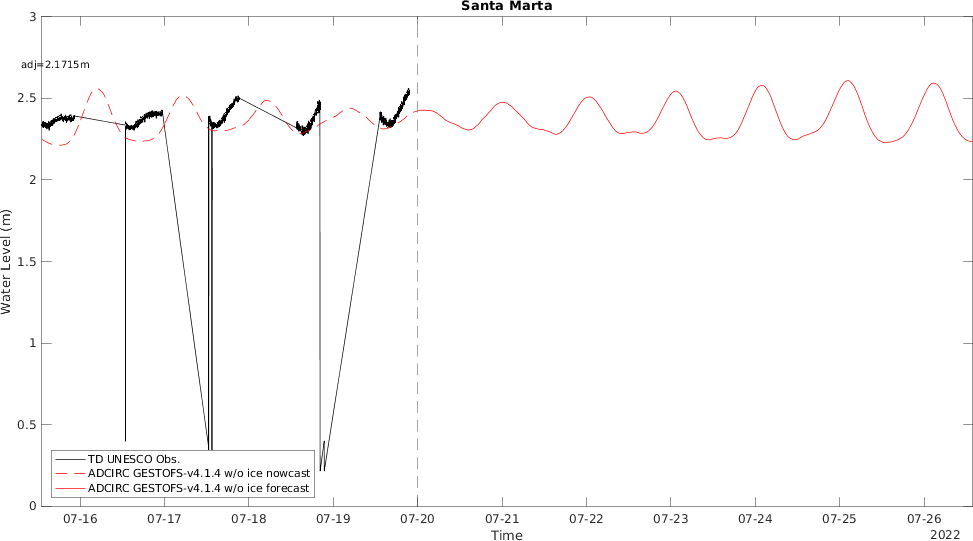 Santa Marta
adj=2.1715m
Water Level (m)
3
2.5
2
1.5
1
0.5
0
TD UNESCO Obs.
ADCIRC GESTOFS-v4.1.4 w/o ice nowcast
ADCIRC GESTOFS-v4.1.4 w/o ice forecast
07-16 07-17 07-18 07-19 07-20 07-21 07-22 07-23 07-24 07-25 07-26
Time
2022